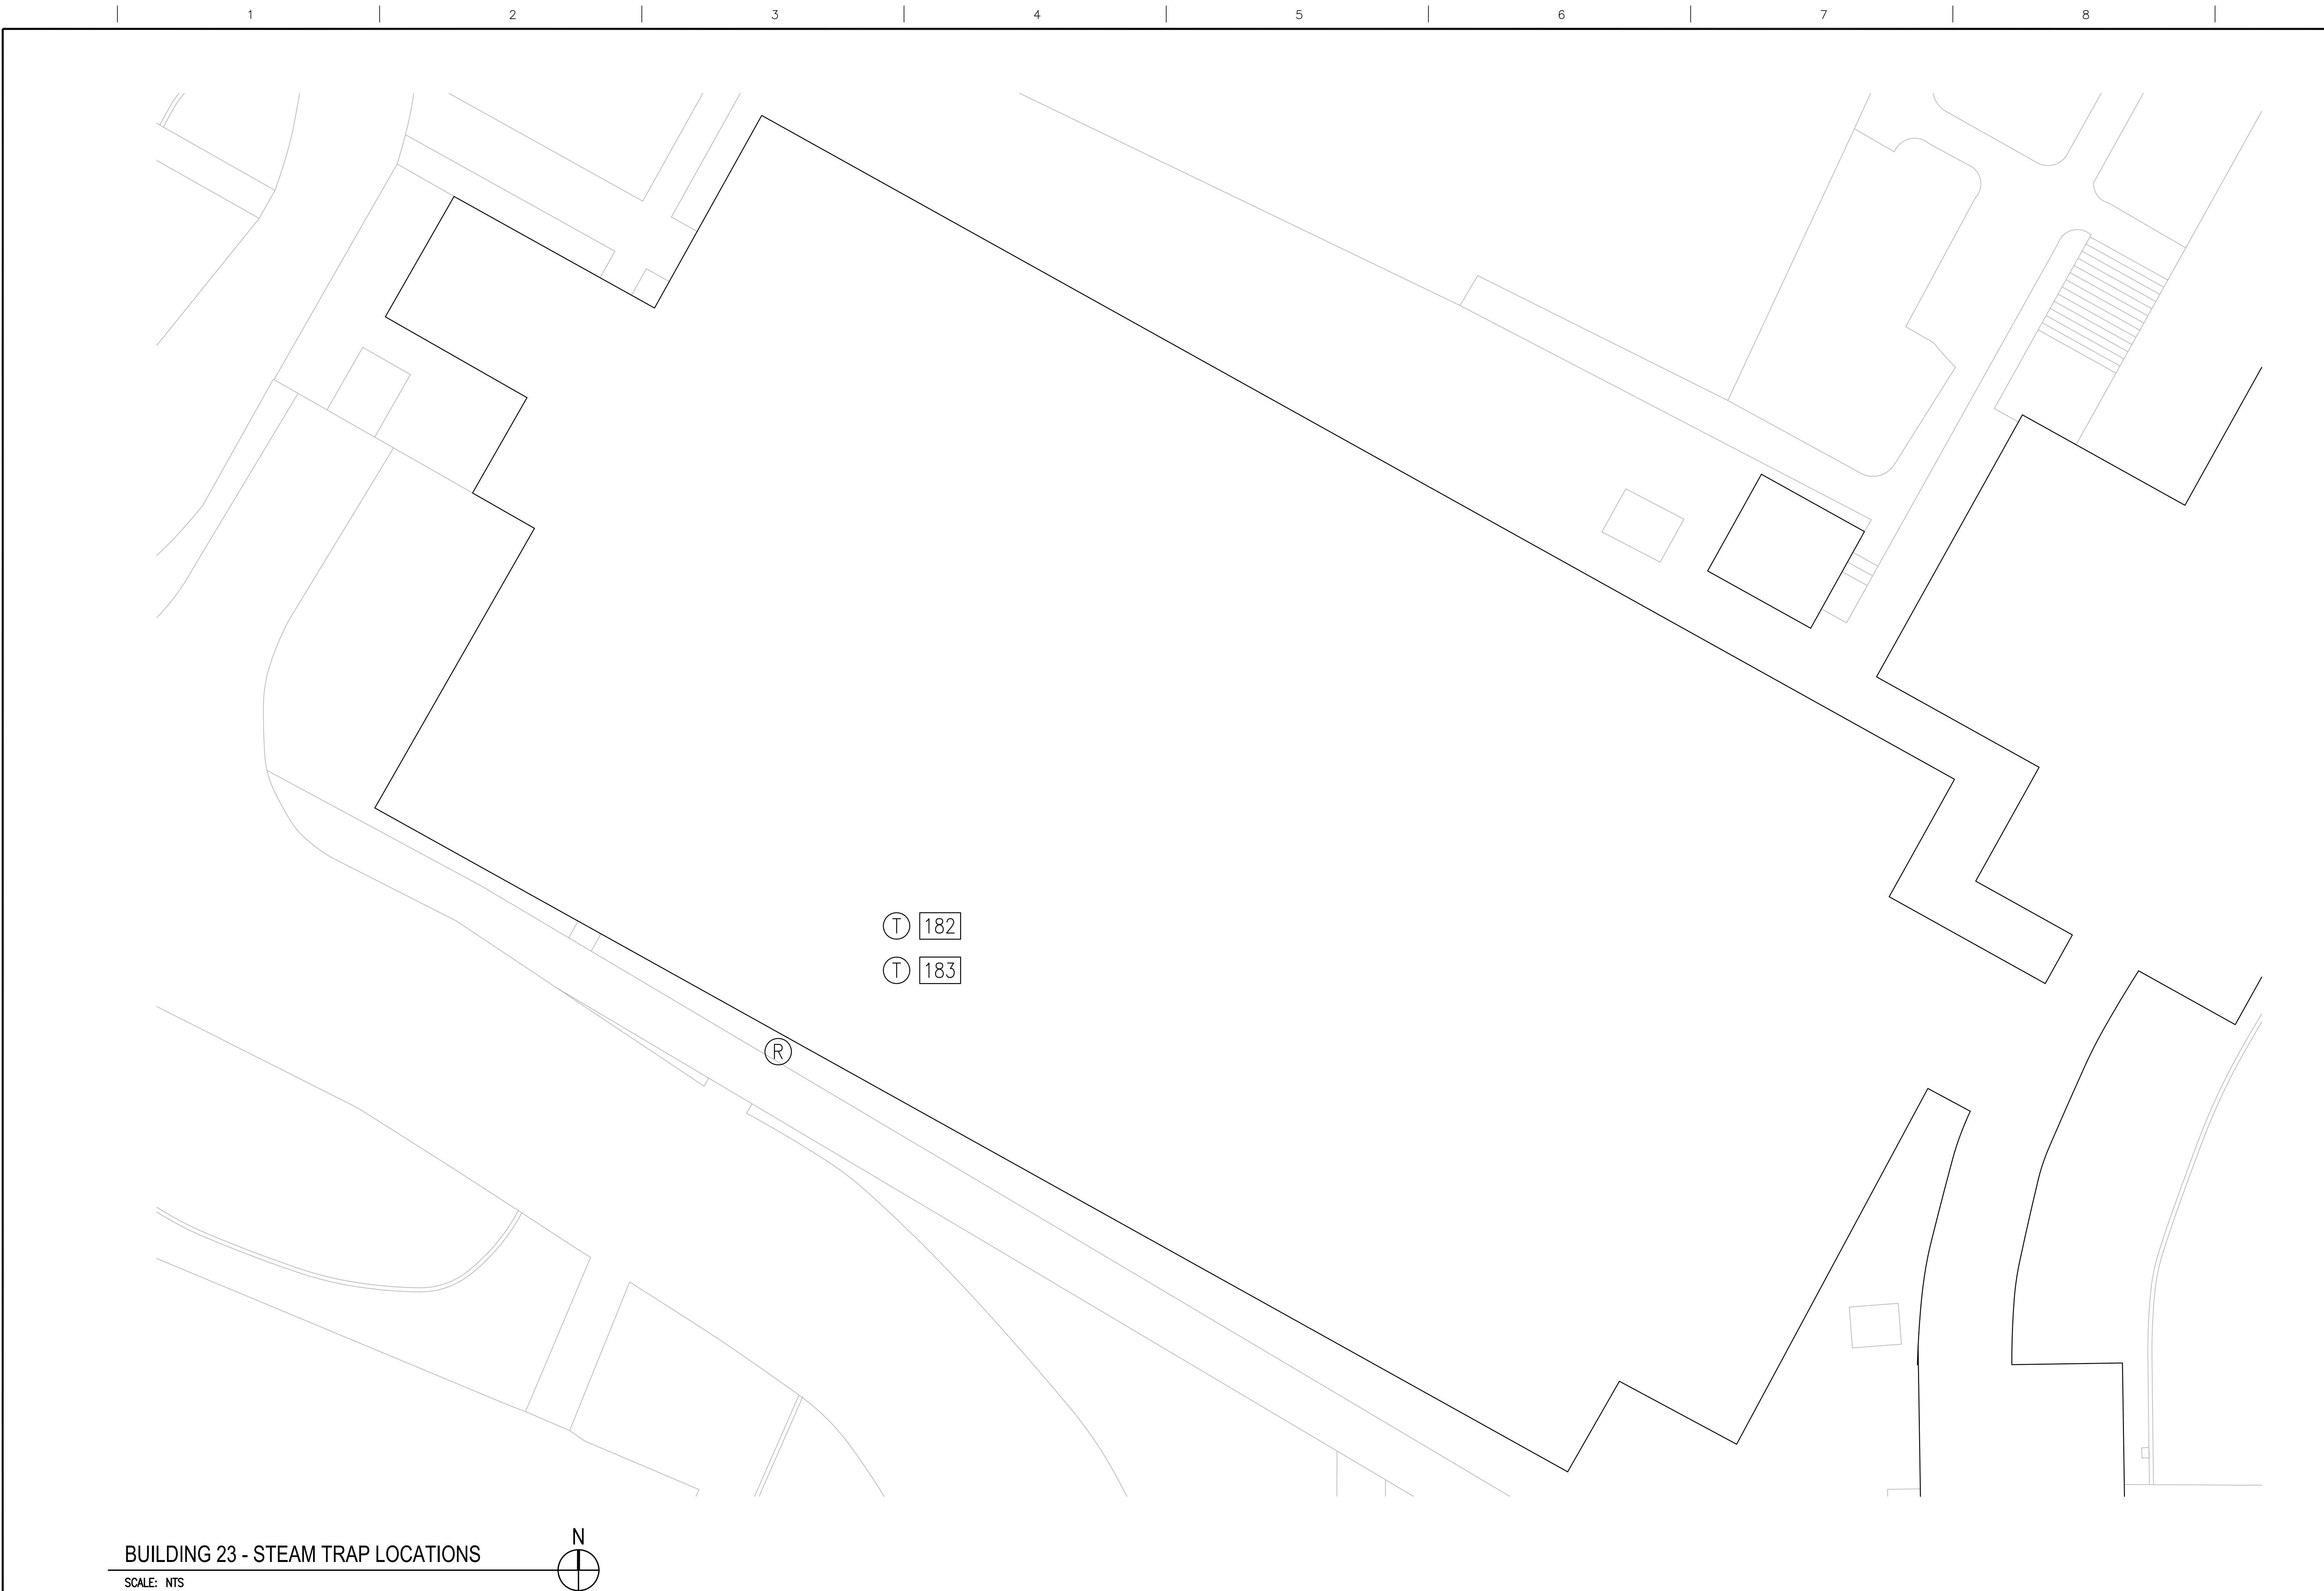 1 2 3 4 5 6 7 8
T 182
T 183
R
N
BUILDING 23 - STEAM TRAP LOCATIONS
SCALE: NTS